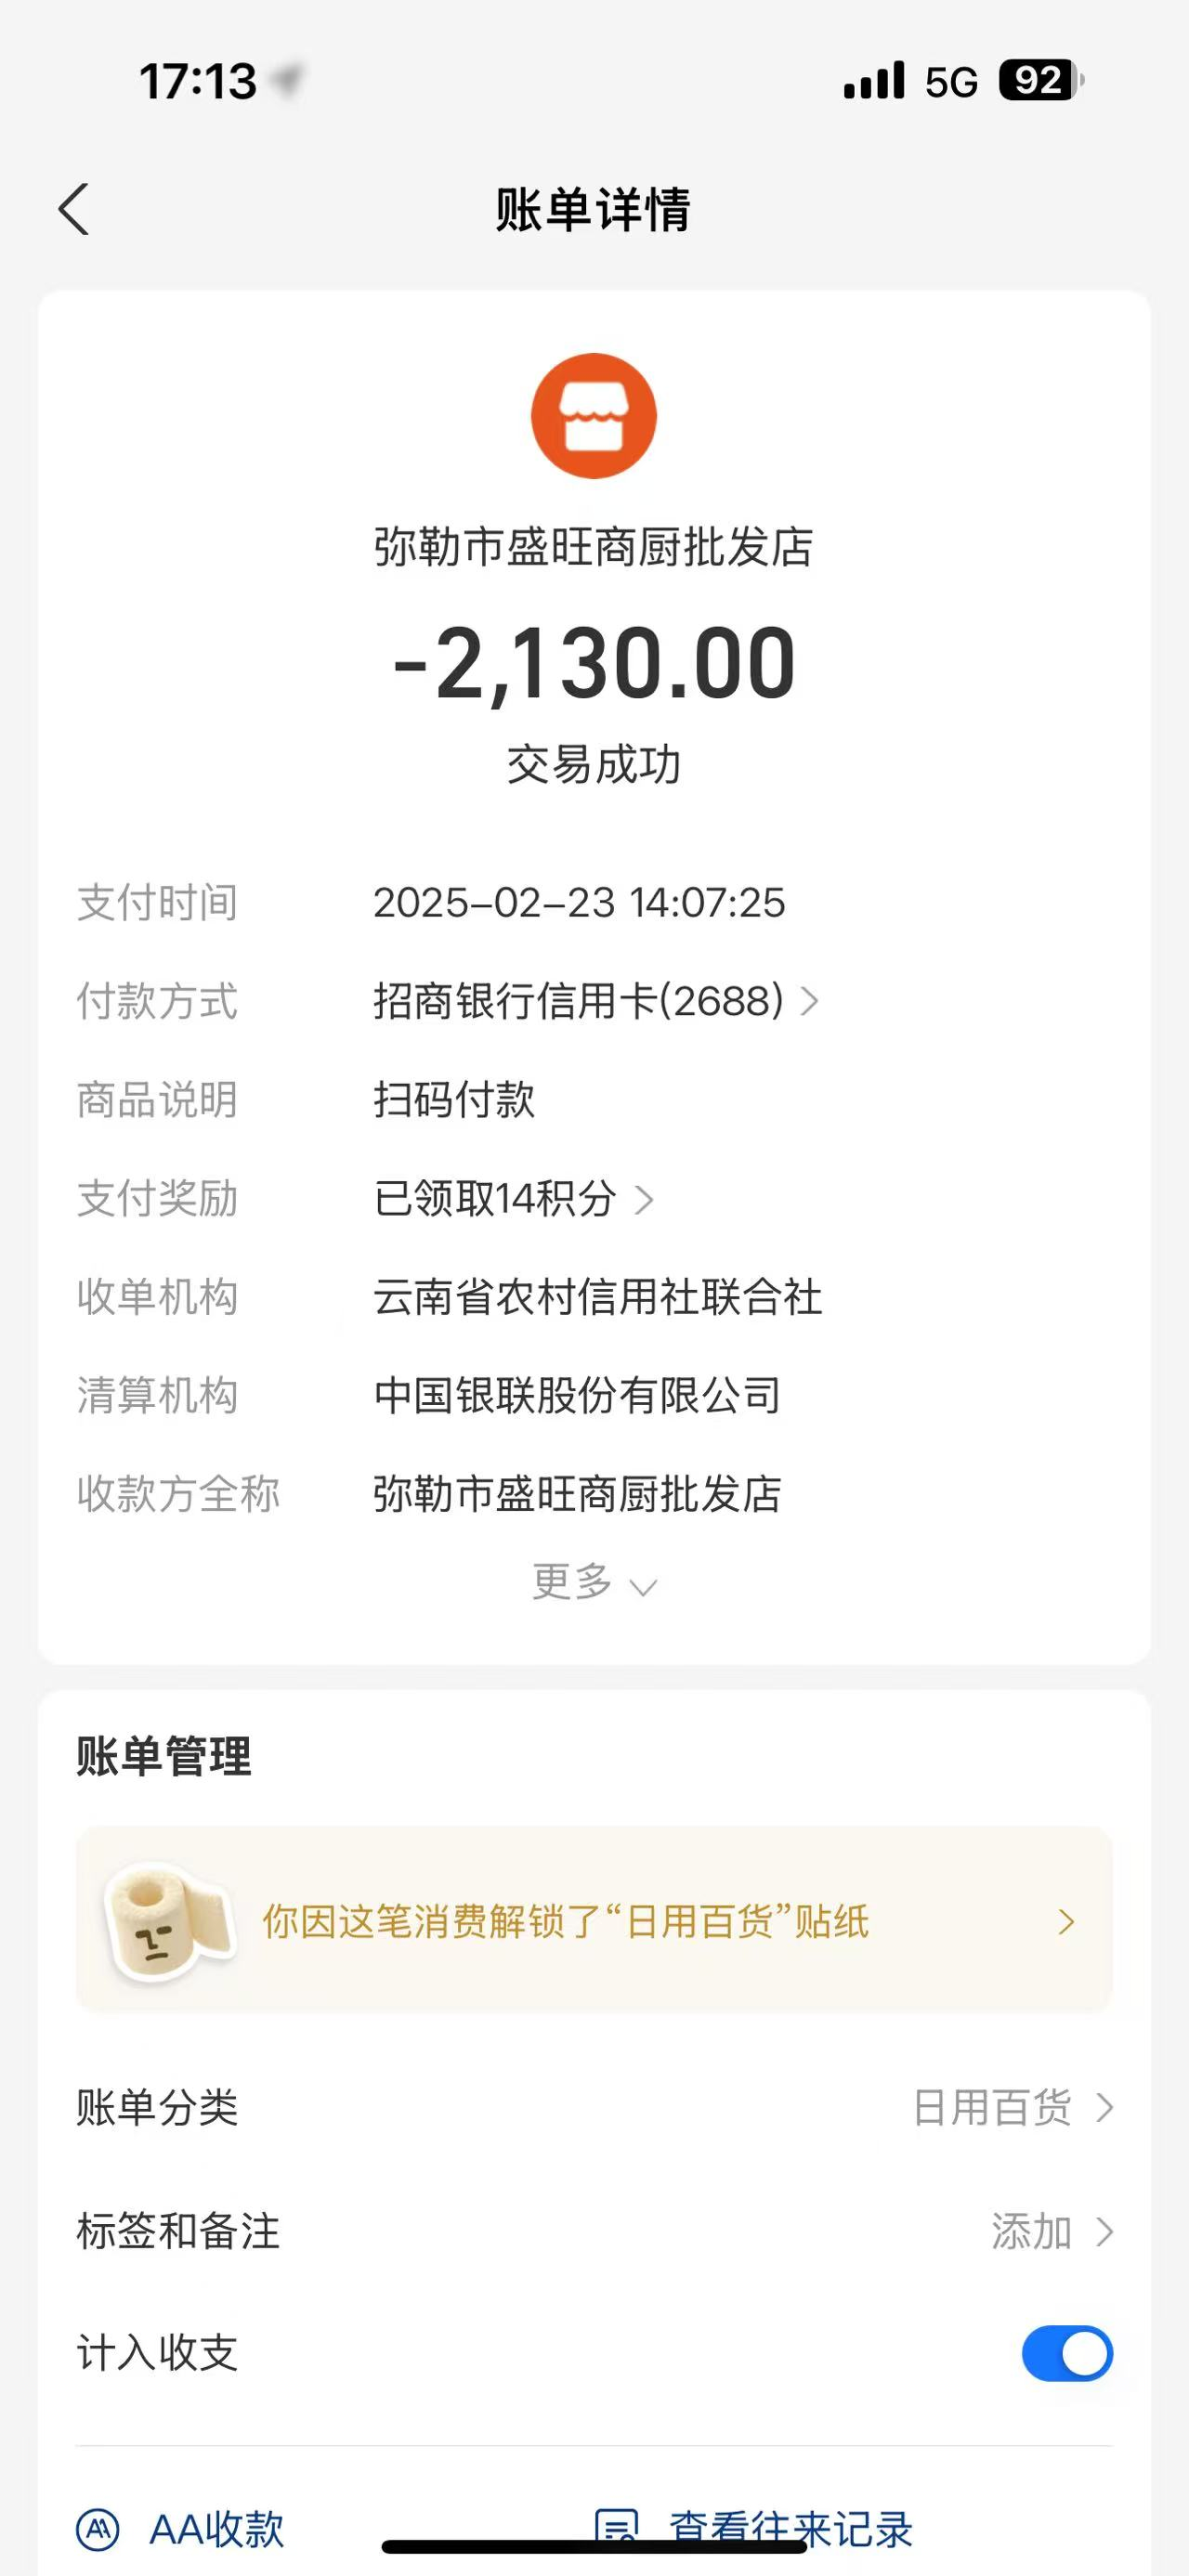 17:13 5G 92
账单详情
弥勒市盛旺商厨批发店
-2,130.00
交易成功
支付时间 2025-02-23 14:07:25
付款方式 招商银行信用卡(2688)
商品说明 扫码付款
支付奖励 已领取14积分
收单机构 云南省农村信用社联合社
清算机构 中国银联股份有限公司
收款方全称 弥勒市盛旺商厨批发店
更多
账单管理
你因这笔消费解锁了“日用百货”贴纸
账单分类 日用百货
标签和备注 添加
计入收支
AA收款 查看往来记录